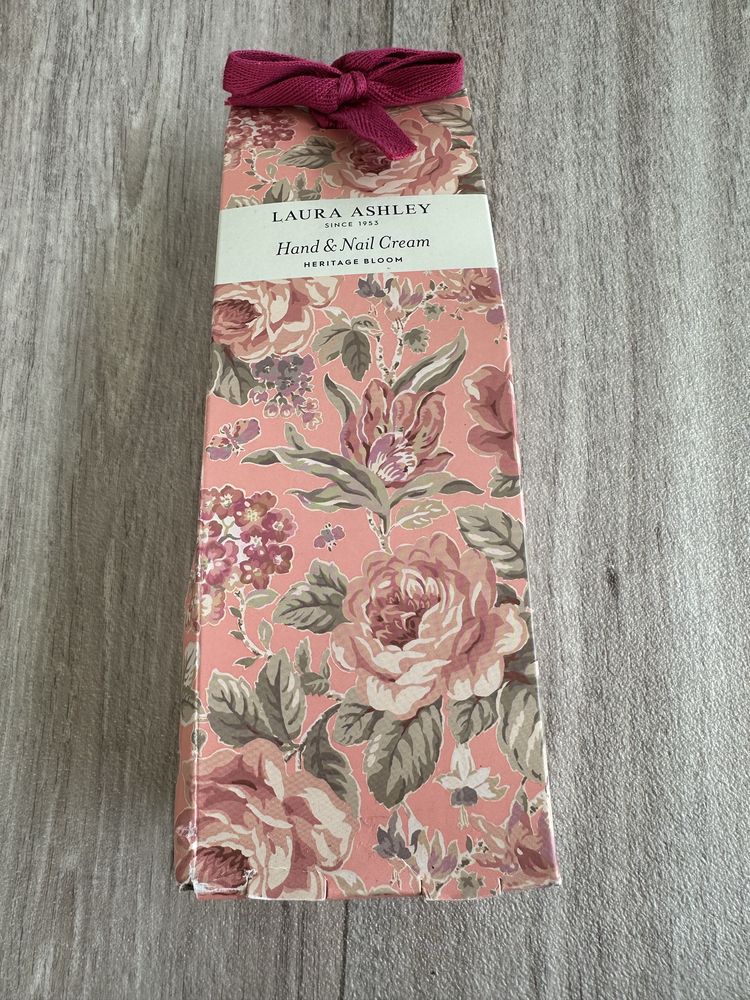 LAURA ASHLEY
SINCE 1953
Hand & Nail Cream
HERITAGE BLOOM